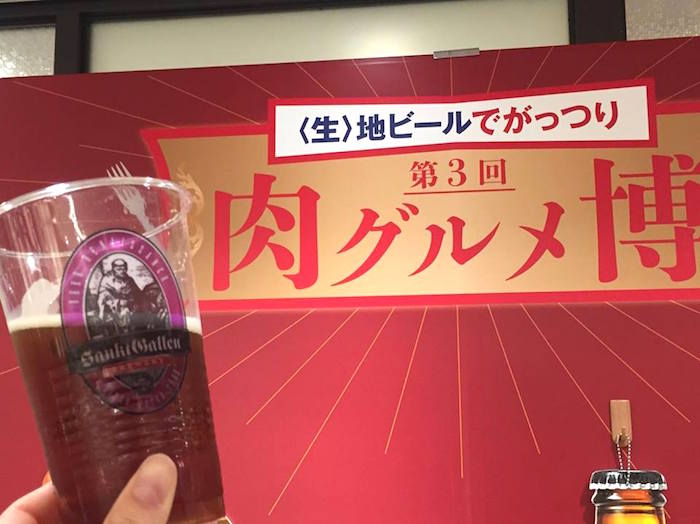 〈生〉地ビールでがっつり
第3回
肉グルメ博
Sankt Gallen
BREWERY